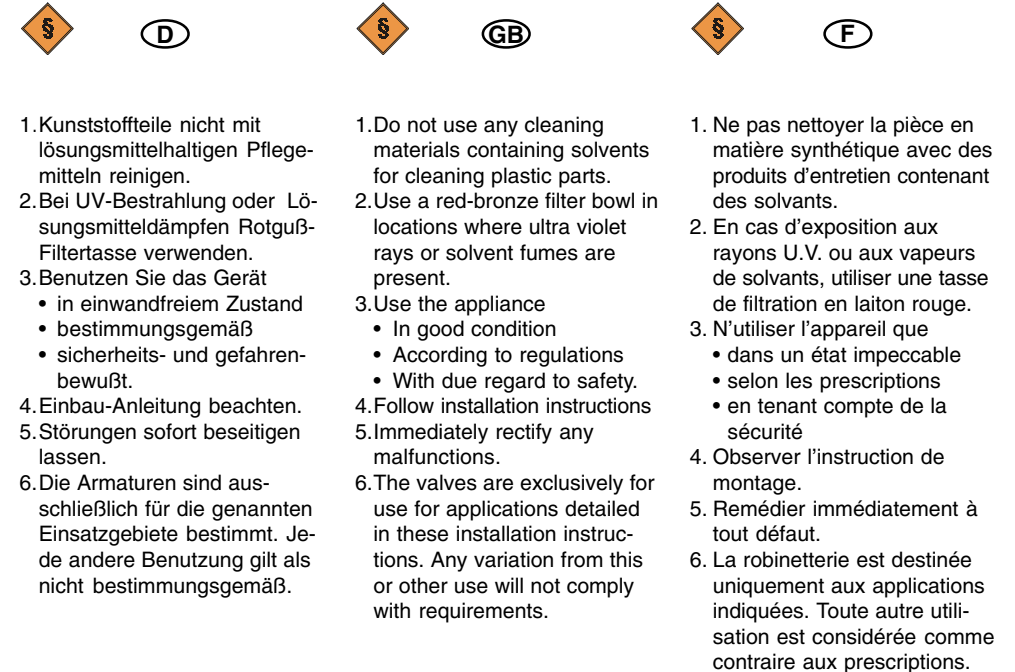 § D
1.Kunststoffteile nicht mit
lösungsmittelhaltigen Pflege-
mitteln reinigen.
2.Bei UV-Bestrahlung oder Lö-
sungsmitteldämpfen Rotguß-
Filtertasse verwenden.
3.Benutzen Sie das Gerät
• in einwandfreiem Zustand
• bestimmungsgemäß
• sicherheits- und gefahren-
bewußt.
4.Einbau-Anleitung beachten.
5.Störungen sofort beseitigen
lassen.
6.Die Armaturen sind aus-
schließlich für die genannten
Einsatzgebiete bestimmt. Je-
de andere Benutzung gilt als
nicht bestimmungsgemäß.
§ GB
1.Do not use any cleaning
materials containing solvents
for cleaning plastic parts.
2.Use a red-bronze filter bowl in
locations where ultra violet
rays or solvent fumes are
present.
3.Use the appliance
• In good condition
• According to regulations
• With due regard to safety.
4.Follow installation instructions
5.Immediately rectify any
malfunctions.
6.The valves are exclusively for
use for applications detailed
in these installation instruc-
tions. Any variation from this
or other use will not comply
with requirements.
§ F
1. Ne pas nettoyer la pièce en
matière synthétique avec des
produits d'entretien contenant
des solvants.
2. En cas d'exposition aux
rayons U.V. ou aux vapeurs
de solvants, utiliser une tasse
de filtration en laiton rouge.
3. N'utiliser l'appareil que
• dans un état impeccable
• selon les prescriptions
• en tenant compte de la
sécurité
4. Observer l'instruction de
montage.
5. Remédier immédiatement à
tout défaut.
6. La robinetterie est destinée
uniquement aux applications
indiquées. Toute autre utili-
sation est considérée comme
contraire aux prescriptions.